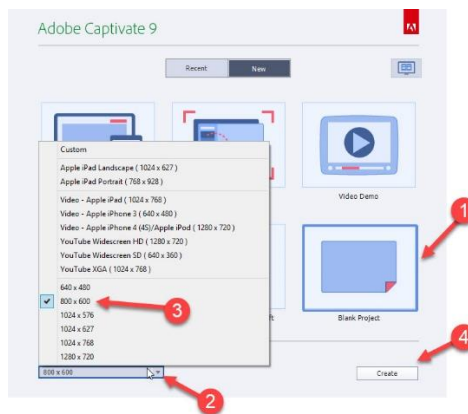 Adobe Captivate 9
Recent
New
Custom
Apple iPad Landscape ( 1024 x 627 )
Apple iPad Portrait ( 768 x 928 )
Video - Apple iPad ( 1024 x 768 )
Video - Apple iPhone 3 ( 640 x 480 )
Video - Apple iPhone 4 (4S)/Apple iPod ( 1280 x 720 )
YouTube Widescreen HD ( 1280 x 720 )
YouTube Widescreen SD ( 640 x 360 )
YouTube XGA ( 1024 x 768 )
640 x 480
800 x 600
1024 x 576
1024 x 627
1024 x 768
1280 x 720
Video Demo
1
3
Blank Project
4
800 x 600
2
Create